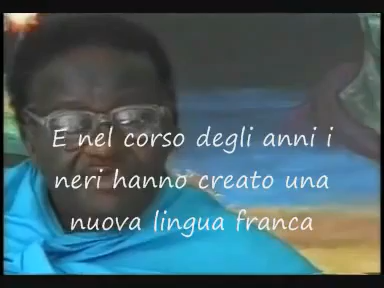 E nel corso degli anni i
neri hanno creato una
nuova lingua franca